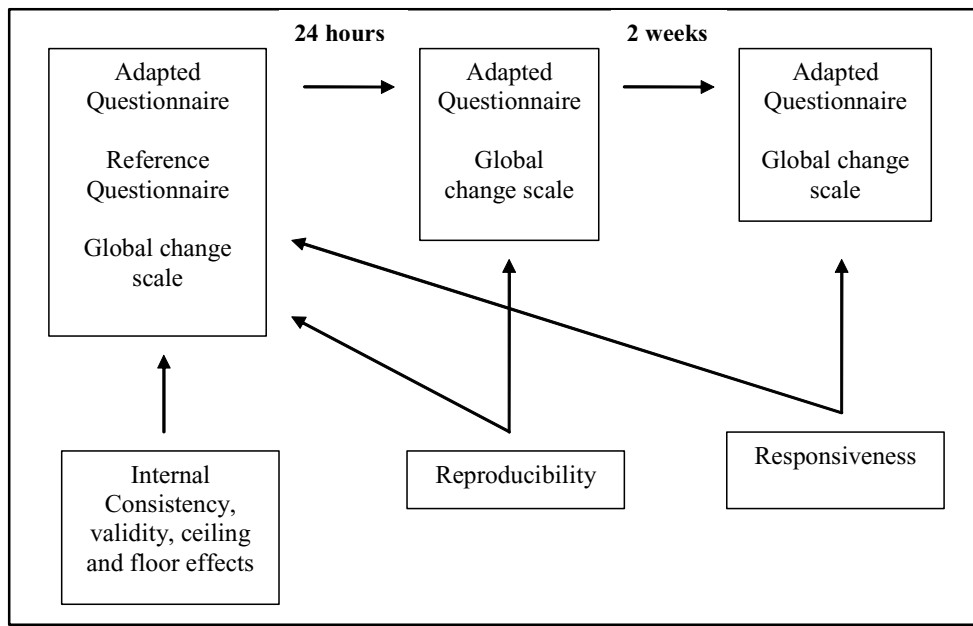 24 hours
2 weeks
Adapted
Questionnaire
Reference
Questionnaire
Global change
scale
Adapted
Questionnaire
Global
change scale
Adapted
Questionnaire
Global change
scale
Internal
Consistency,
validity, ceiling
and floor effects
Reproducibility
Responsiveness